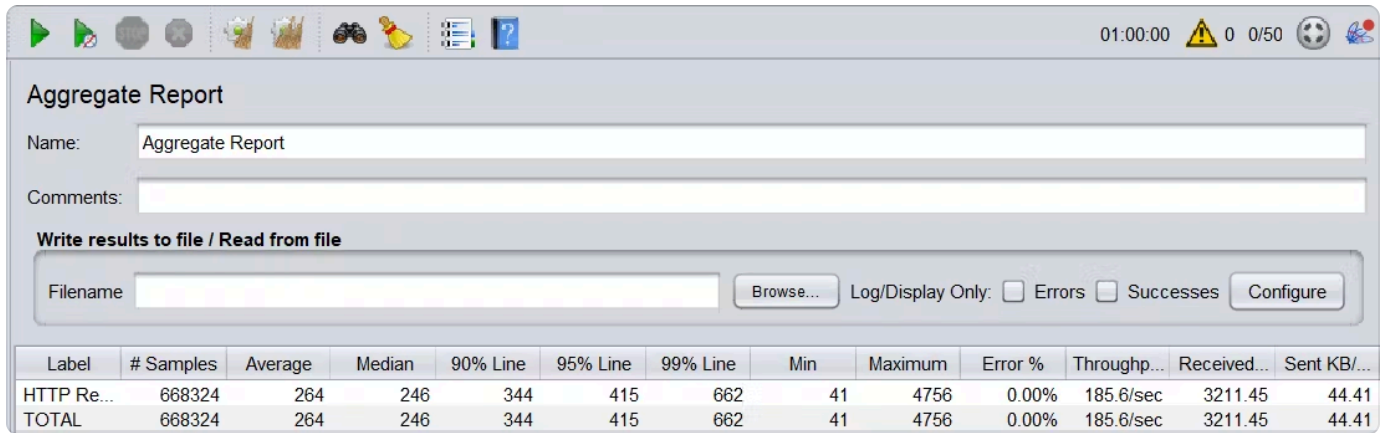 STOP
01:00:00 0 0/50
Aggregate Report
Name: Aggregate Report
Comments:
Write results to file / Read from file
Filename Browse... Log/Display Only: Errors Successes Configure
Label # Samples Average Median 90% Line 95% Line 99% Line Min Maximum Error % Throughp... Received... Sent KB/...
HTTP Re... 668324 264 246 344 415 662 41 4756 0.00% 185.6/sec 3211.45 44.41
TOTAL 668324 264 246 344 415 662 41 4756 0.00% 185.6/sec 3211.45 44.41